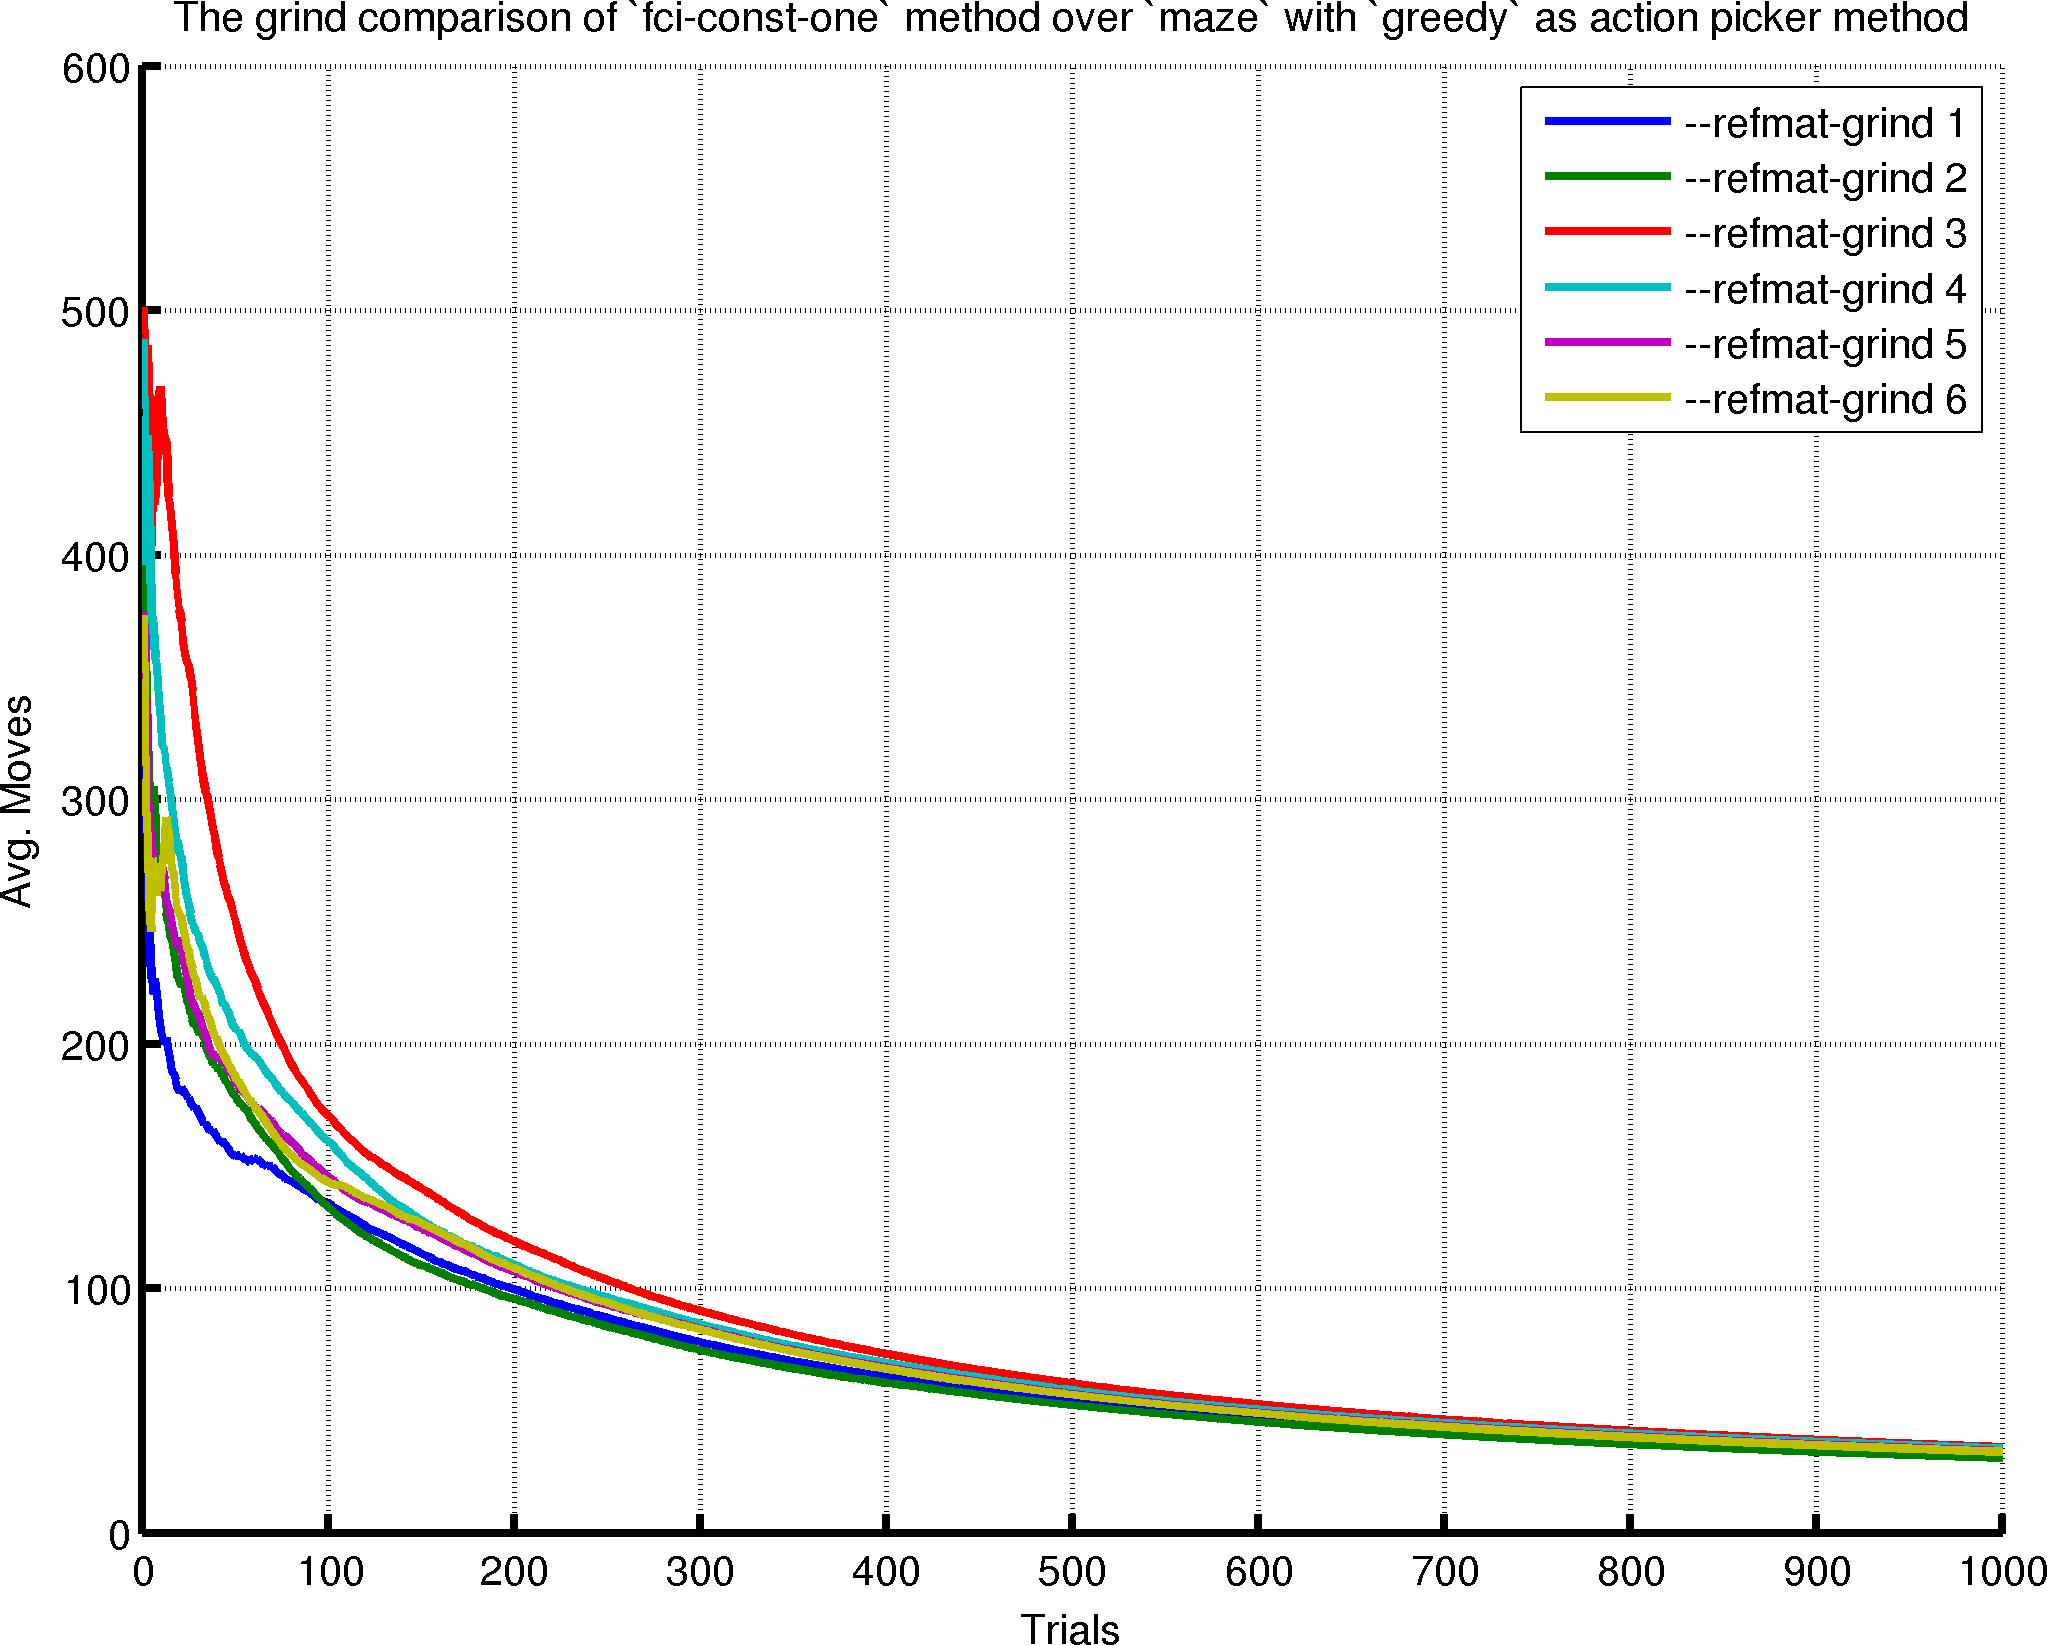 The grind comparison of `fci-const-one` method over `maze` with `greedy` as action picker method
600
500
400
300
200
100
0
Avg. Moves
--refmat-grind 1
--refmat-grind 2
--refmat-grind 3
--refmat-grind 4
--refmat-grind 5
--refmat-grind 6
0 100 200 300 400 500 600 700 800 900 1000
Trials